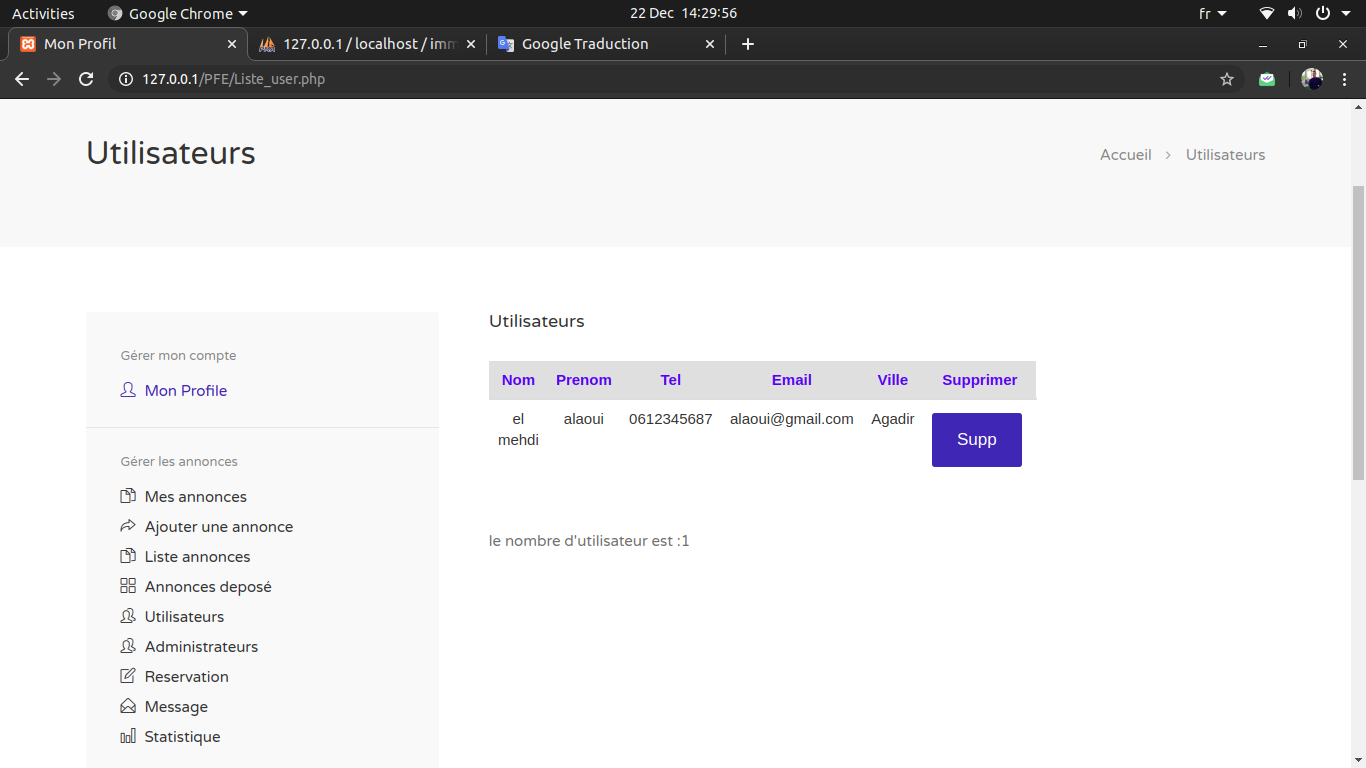 Activities Google Chrome 22 Dec 14:29:56 fr
Mon Profil 127.0.0.1 / localhost / imm Google Traduction
127.0.0.1/PFE/Liste_user.php
Utilisateurs
Accueil > Utilisateurs
Gérer mon compte
Mon Profile
Gérer les annonces
Mes annonces
Ajouter une annonce
Liste annonces
Annonces deposé
Utilisateurs
Administrateurs
Reservation
Message
Statistique
Utilisateurs
Nom Prenom Tel Email Ville Supprimer
el alaoui 0612345687 alaoui@gmail.com Agadir
mehdi
Supp
le nombre d'utilisateur est :1